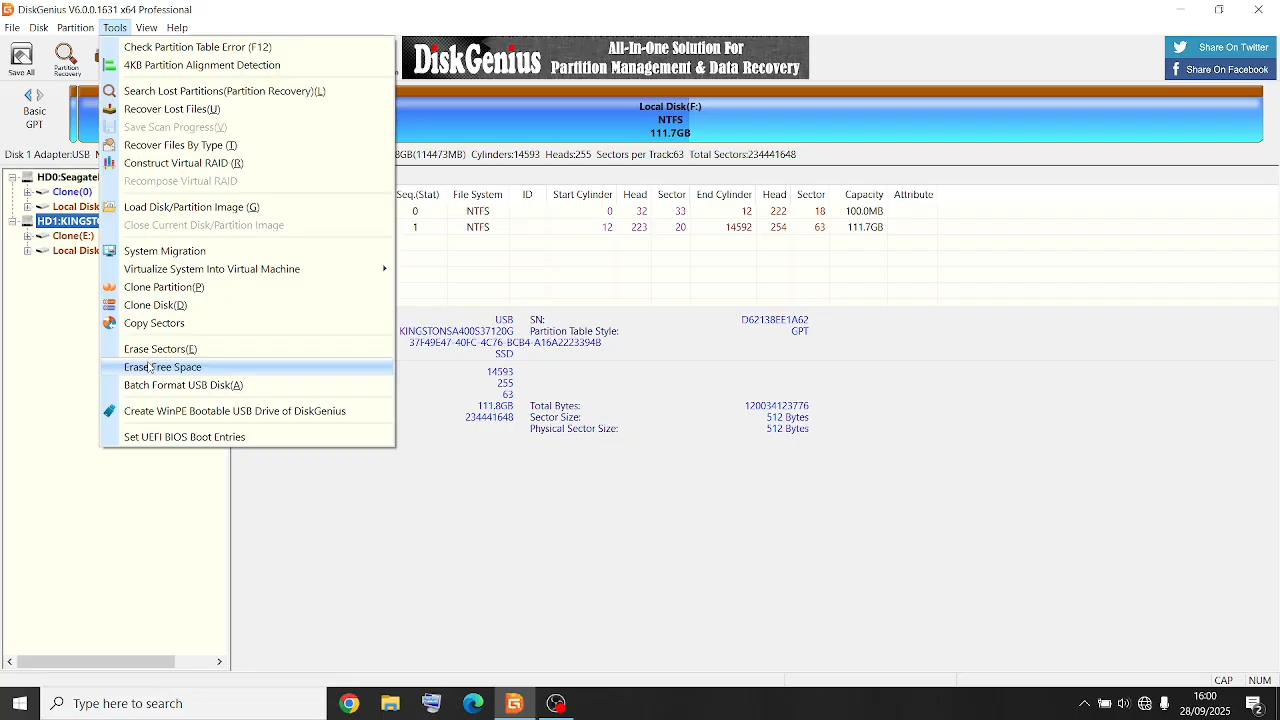 DiskGenius V6.0.0.1631 x64 Professional
File Disk Partition Tools View Help
Save All
Partition Recovery
DiskGenius
All-In-One Solution For
Partition Management & Data Recovery
Share On Twitter
Share On Facebook
Check Partition Table Error (F12)
4KB Partition Alignment Detection
Search Lost Partitions(Partition Recovery)(L)
Recover Lost Files(U)
Save Scan Progress(V)
Recover Files By Type (T)
Construct Virtual RAID (R)
Recompose Virtual RAID
Load Disk/Partition Image (G)
Close Current Disk/Partition Image
System Migration
Virtualize System Into Virtual Machine
Clone Partition(P)
Clone Disk(D)
Copy Sectors
Erase Sectors(E)
Erase Free Space
Batch Format USB Disk(A)
Create WinPE Bootable USB Drive of DiskGenius
Set UEFI BIOS Boot Entries
Basic
GPT
Local Disk(F:)
NTFS
111.7GB
Disk 1 Adapter:USB
8GB(114473MB) Cylinders:14593 Heads:255 Sectors per Track:63 Total Sectors:234441648
HD0:Seagate
Clone(0)
Local Disk
HD1:KINGSTO
Clone(E:)
Local Disk
Seq.(Stat) File System ID Start Cylinder Head Sector End Cylinder Head Sector Capacity Attribute
0 NTFS 0 32 33 12 222 18 100.0MB
1 NTFS 12 223 20 14592 254 63 111.7GB
USB SN: D62138EE1A62
KINGSTONSA400S37120G Partition Table Style: GPT
37F49E47-40FC-4C76-BCB4-A16A2223394B
SSD
14593
255
63
111.8GB Total Bytes: 120034123776
234441648 Sector Size: 512 Bytes
Physical Sector Size: 512 Bytes
CAP NUM
Type here to search
16:00
28/09/2025
2